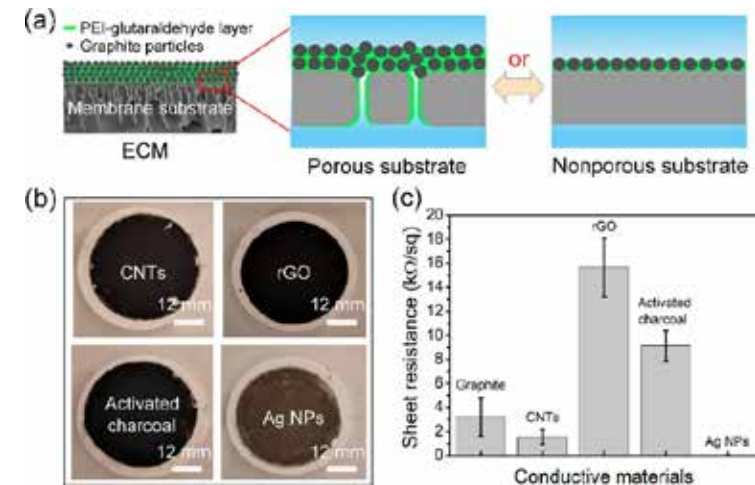 (a)
PEI-glutaraldehyde layer
Graphite particles
Membrane substrate
ECM
or
Porous substrate
Nonporous substrate
(b)
CNTs
12 mm
rGO
12 mm
Activated
charcoal
12 mm
Ag NPs
12 mm
(c)
Sheet resistance (kΩ/sq)
20
18
16
14
12
10
8
6
4
2
0
Graphite
CNTs
rGO
Activated
charcoal
Ag NPs
Conductive materials